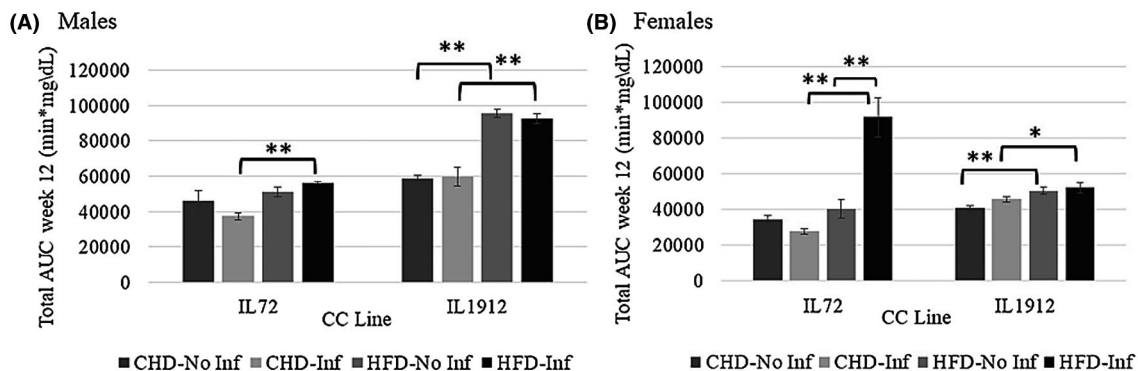 (A) Males
Total AUC week 12 (min*mg\dL)
120000
100000
80000
60000
40000
20000
0
**
**
**
IL72
IL1912
CC Line
CHD-No Inf CHD-Inf HFD-No Inf HFD-Inf
(B) Females
Total AUC week 12 (min*mg\dL)
120000
100000
80000
60000
40000
20000
0
**
**
**
*
IL72
IL1912
CC Line
CHD-No Inf CHD-Inf HFD-No Inf HFD-Inf